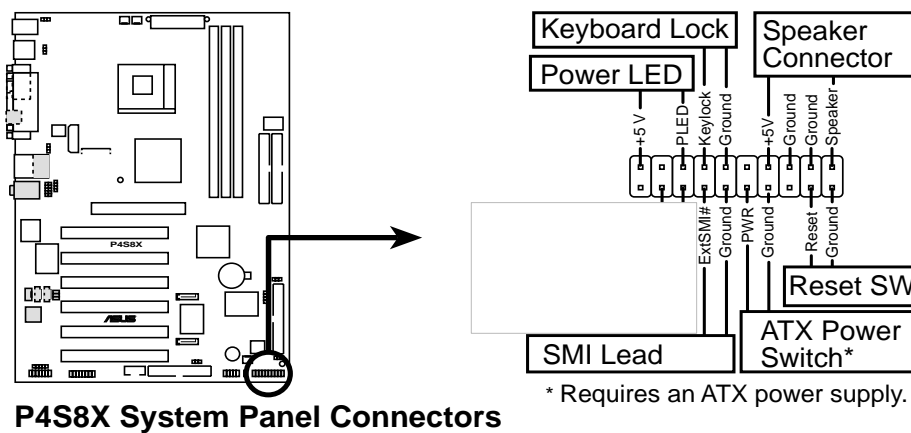 Keyboard Lock
Speaker
Connector
Power LED
+5 V
PLED
Keylock
Ground
+5V
Ground
Ground
Speaker
ExtSMI#
Ground
PWR
Ground
Reset
Ground
P4S8X
ASUS
Reset SW
SMI Lead
ATX Power
Switch*
* Requires an ATX power supply.
P4S8X System Panel Connectors